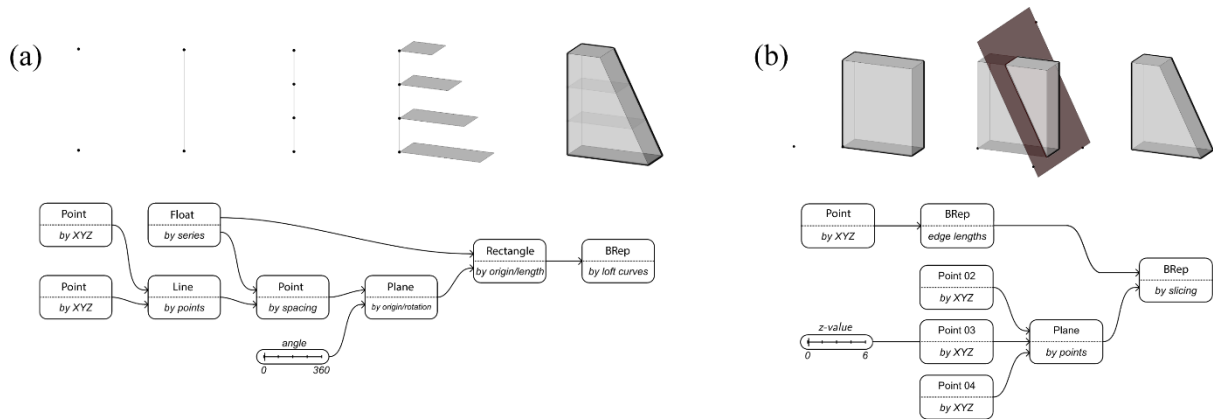 (a)
Point
by XYZ
Float
by series
Point
by XYZ
Line
by points
Point
by spacing
Plane
by origin/rotation
Rectangle
by origin/length
BRep
by loft curves
angle
0 360
(b)
Point
by XYZ
BRep
edge lengths
BRep
by slicing
Point 02
by XYZ
z-value
0 6
Point 03
by XYZ
Plane
by points
Point 04
by XYZ